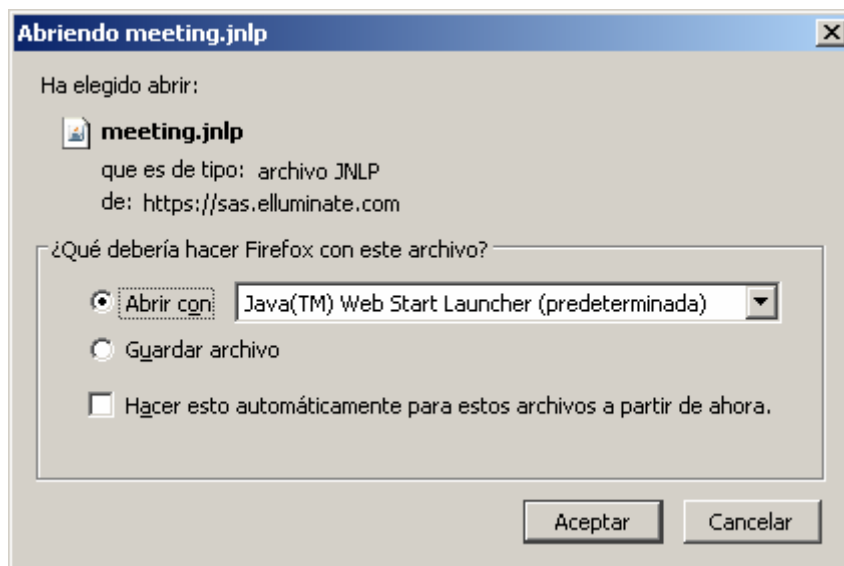 Abriendo meeting.jnlp
Ha elegido abrir:
meeting.jnlp
que es de tipo: archivo JNLP
de: https://sas.elluminate.com
¿Qué debería hacer Firefox con este archivo?
Abrir con Java(TM) Web Start Launcher (predeterminada)
Guardar archivo
Hacer esto automáticamente para estos archivos a partir de ahora.
Aceptar Cancelar